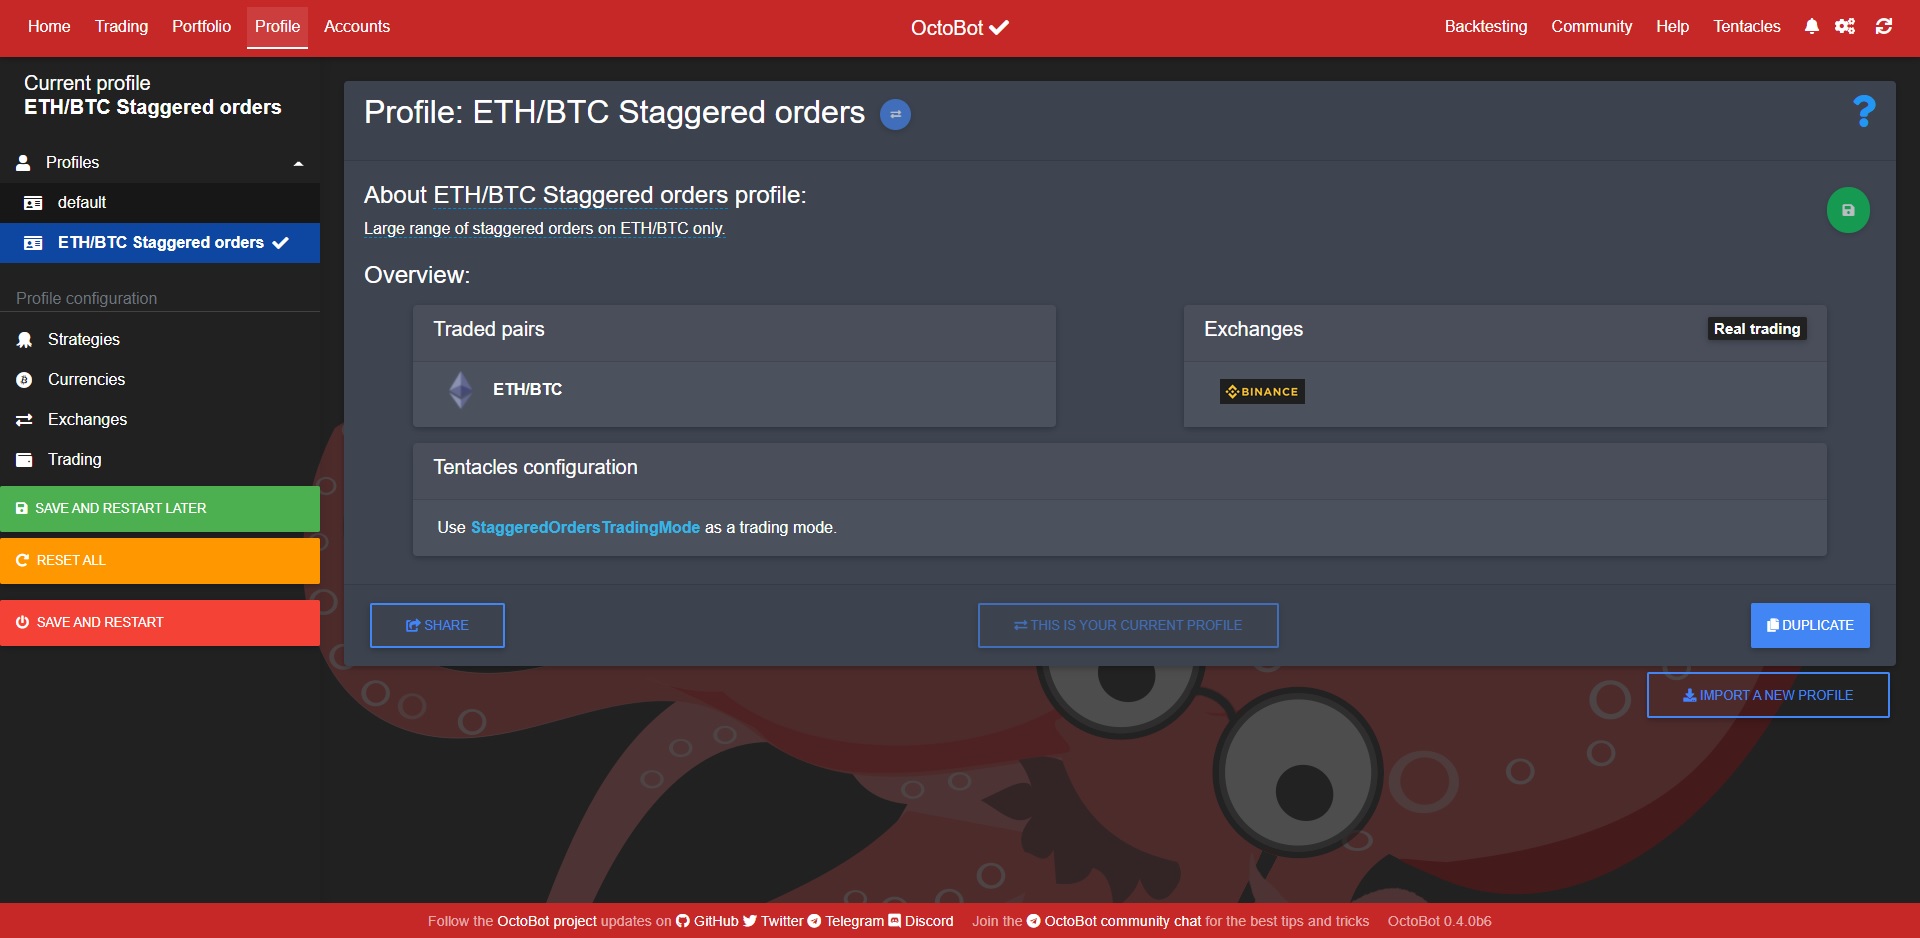 Home Trading Portfolio Profile Accounts OctoBot Backtesting Community Help Tentacles
Current profile
ETH/BTC Staggered orders
Profiles
default
ETH/BTC Staggered orders
Profile configuration
Strategies
Currencies
Exchanges
Trading
SAVE AND RESTART LATER
RESET ALL
SAVE AND RESTART
Profile: ETH/BTC Staggered orders
?
About ETH/BTC Staggered orders profile:
Large range of staggered orders on ETH/BTC only.
Overview:
Traded pairs
ETH/BTC
Exchanges Real trading
BINANCE
Tentacles configuration
Use StaggeredOrdersTradingMode as a trading mode.
SHARE THIS IS YOUR CURRENT PROFILE DUPLICATE
IMPORT A NEW PROFILE
Follow the OctoBot project updates on GitHub Twitter Telegram Discord Join the OctoBot community chat for the best tips and tricks OctoBot 0.4.0b6